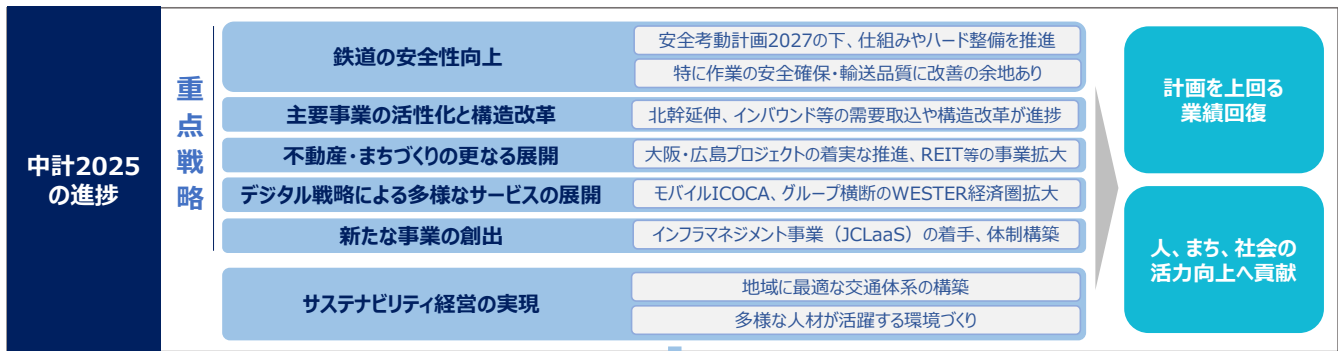 中計2025
の進捗
重点戦略
鉄道の安全性向上
安全考動計画2027の下、仕組みやハード整備を推進
特に作業の安全確保・輸送品質に改善の余地あり
主要事業の活性化と構造改革
北幹延伸、インバウンド等の需要取込や構造改革が進捗
不動産・まちづくりの更なる展開
大阪・広島プロジェクトの着実な推進、REIT等の事業拡大
デジタル戦略による多様なサービスの展開
モバイルICOCA、グループ横断のWESTER経済圏拡大
新たな事業の創出
インフラマネジメント事業（JCLaaS）の着手、体制構築
サステナビリティ経営の実現
地域に最適な交通体系の構築
多様な人材が活躍する環境づくり
計画を上回る
業績回復
人、まち、社会の
活力向上へ貢献